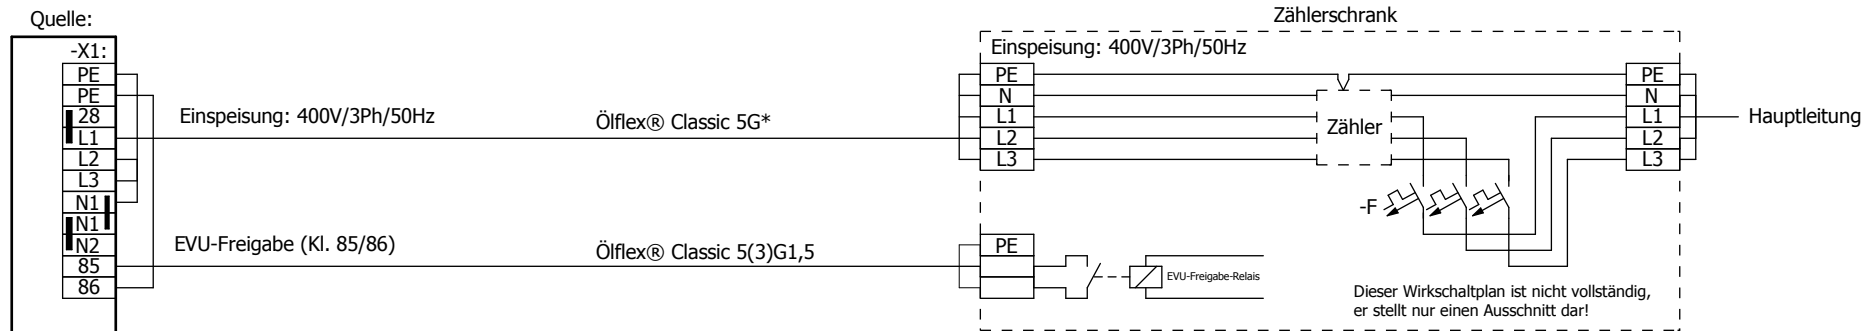 Quelle:
-X1:
PE
PE
28
L1
L2
L3
N1
N1
N2
85
86
Einspeisung: 400V/3Ph/50Hz
Ölflex® Classic 5G*
EVU-Freigabe (Kl. 85/86)
Ölflex® Classic 5(3)G1,5
Zählerschrank
Einspeisung: 400V/3Ph/50Hz
PE
N
L1
L2
L3
Zähler
-F
PE
N
L1
L2
L3
Hauptleitung
PE
EVU-Freigabe-Relais
Dieser Wirkschaltplan ist nicht vollständig,
er stellt nur einen Ausschnitt dar!